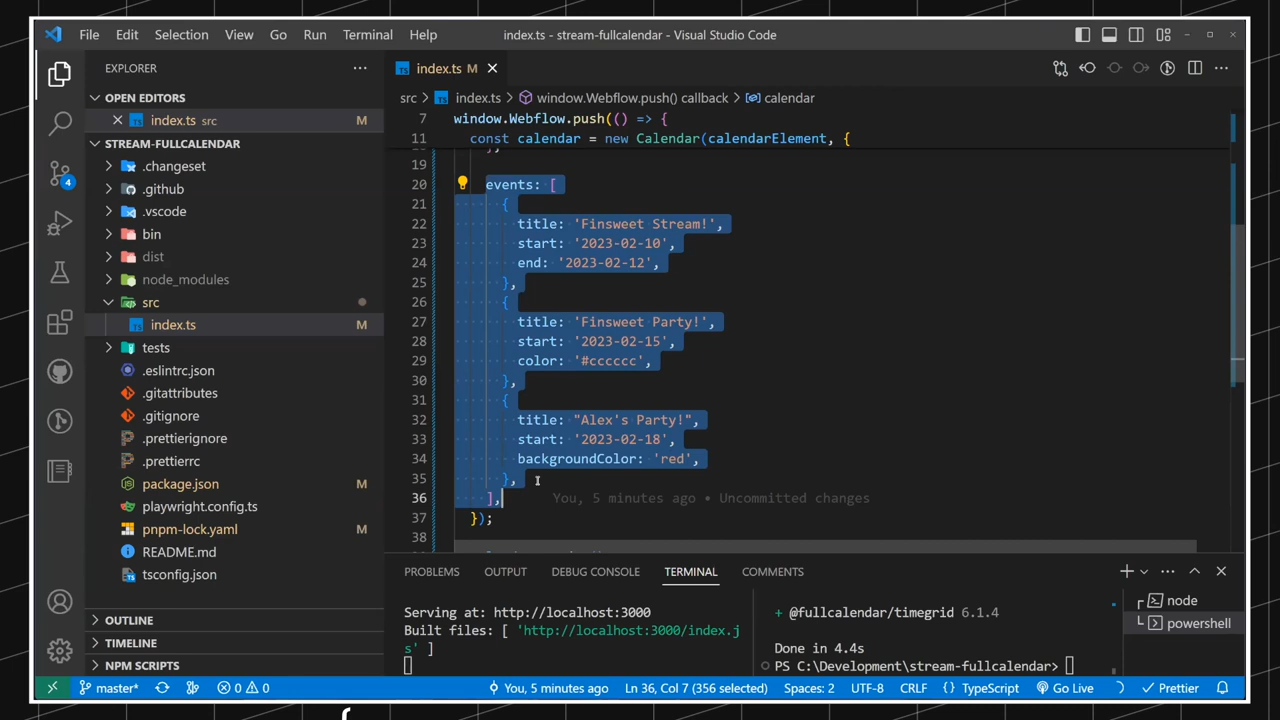 File Edit Selection View Go Run Terminal Help
index.ts - stream-fullcalendar - Visual Studio Code
EXPLORER
OPEN EDITORS
index.ts src M
STREAM-FULLCALENDAR
.changeset
.github
.vscode
bin
dist
node_modules
src
index.ts M
tests
.eslintrc.json
.gitattributes
.gitignore
.prettierignore
.prettierrc
package.json M
playwright.config.ts
pnpm-lock.yaml M
README.md
tsconfig.json
OUTLINE
TIMELINE
NPM SCRIPTS
4
index.ts M
src > index.ts > window.Webflow.push() callback > calendar
7 window.Webflow.push(() => {
11 const calendar = new Calendar(calendarElement, {
19
20 events: [
21 {
22 title: 'Finsweet Stream!',
23 start: '2023-02-10',
24 end: '2023-02-12',
25 },
26 {
27 title: 'Finsweet Party!',
28 start: '2023-02-15',
29 color: '#cccccc',
30 },
31 {
32 title: "Alex's Party!",
33 start: '2023-02-18',
34 backgroundColor: 'red',
35 },
36 ], You, 5 minutes ago • Uncommitted changes
37 });
38
PROBLEMS OUTPUT DEBUG CONSOLE TERMINAL COMMENTS
Serving at: http://localhost:3000
Built files: [ 'http://localhost:3000/index.j
s' ]
+ @fullcalendar/timegrid 6.1.4
Done in 4.4s
PS C:\Development\stream-fullcalendar>
node
powershell
master* 0 0 You, 5 minutes ago Ln 36, Col 7 (356 selected) Spaces: 2 UTF-8 CRLF {} TypeScript Go Live Prettier